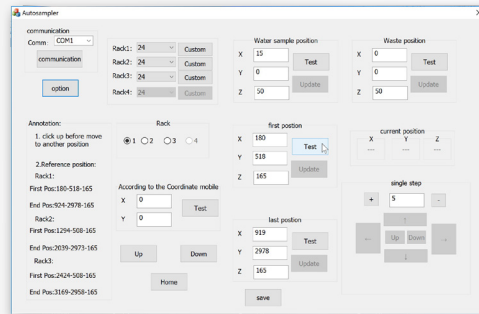 Autosampler
communication
Comm: COM1
communication
option
Rack1: 24 Custom
Rack2: 24 Custom
Rack3: 24 Custom
Rack4: 24 Custom
Water sample position
X 15
Y 0
Z 50
Test
Update
Waste position
X 0
Y 0
Z 50
Test
Update
Annotation:
1. click up before move
to another position
2.Reference position:
Rack1:
First Pos:180-518-165
End Pos:924-2978-165
Rack2:
First Pos:1294-508-165
End Pos:2039-2973-165
Rack3:
First Pos:2424-508-165
End Pos:3169-2958-165
Rack
1 2 3 4
According to the Coordinate mobile
X 0
Y 0
Test
Up Down
Home
first postion
X 180
Y 518
Z 165
Test
Update
last postion
X 919
Y 2978
Z 165
Test
Update
save
current position
X Y Z
--- --- ---
single step
+ 5 -
↑
← Up Down →
↓